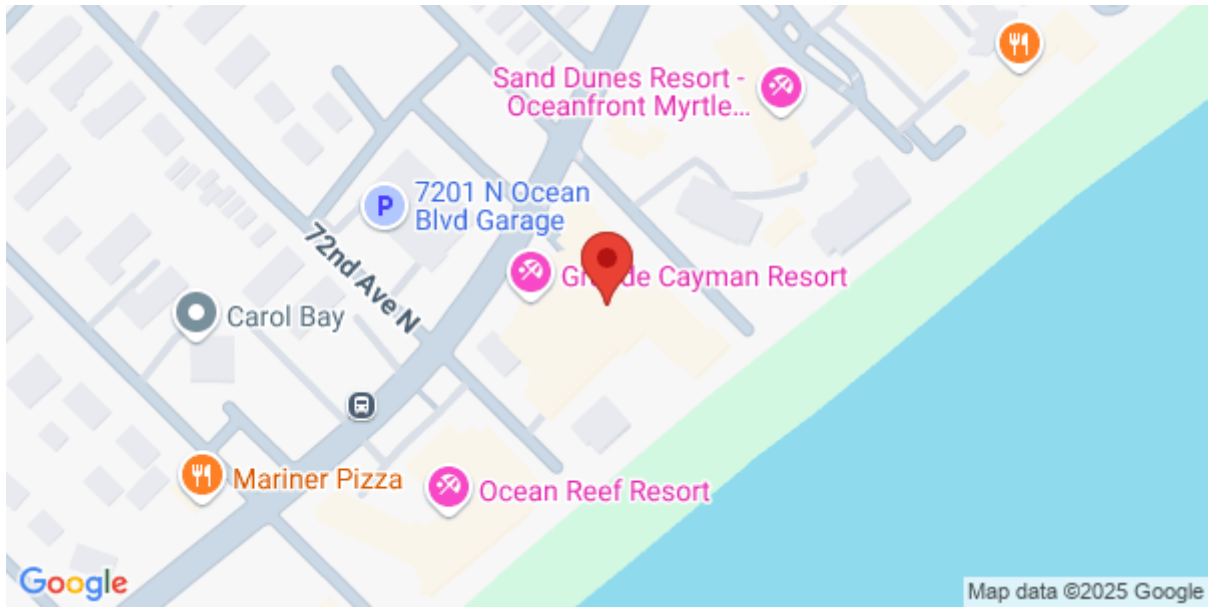 Sand Dunes Resort -
Oceanfront Myrtle...
P
7201 N Ocean
Blvd Garage
72nd Ave N
Grande Cayman Resort
Carol Bay
Mariner Pizza
Ocean Reef Resort
Google
Map data ©2025 Google